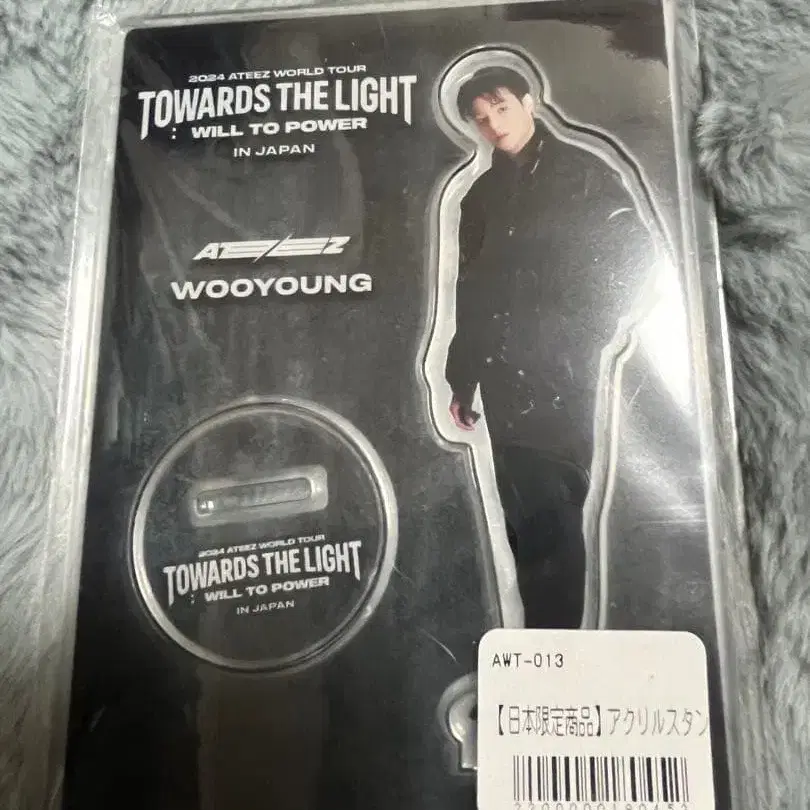 2024 ATEEZ WORLD TOUR
TOWARDS THE LIGHT
: WILL TO POWER
IN JAPAN
ATEEZ
WOOYOUNG
2024 ATEEZ WORLD TOUR
TOWARDS THE LIGHT
: WILL TO POWER
IN JAPAN
AWT-013
【日本限定商品】アクリルスタン